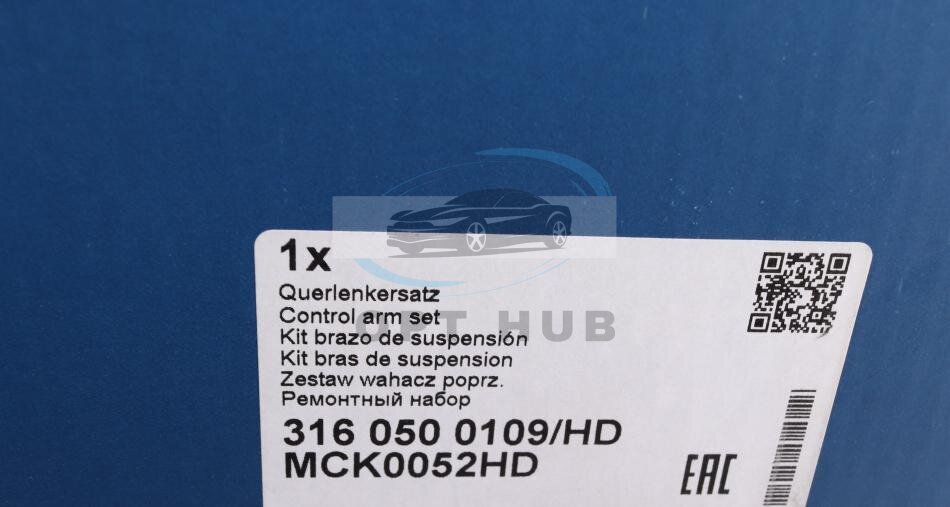 1x
Querlenkersatz
Control arm set
OPT HUB
Kit brazo de suspensión
Kit bras de suspension
Zestaw wahacz poprz.
Ремонтный набор
316 050 0109/HD
MCK0052HD
EAC